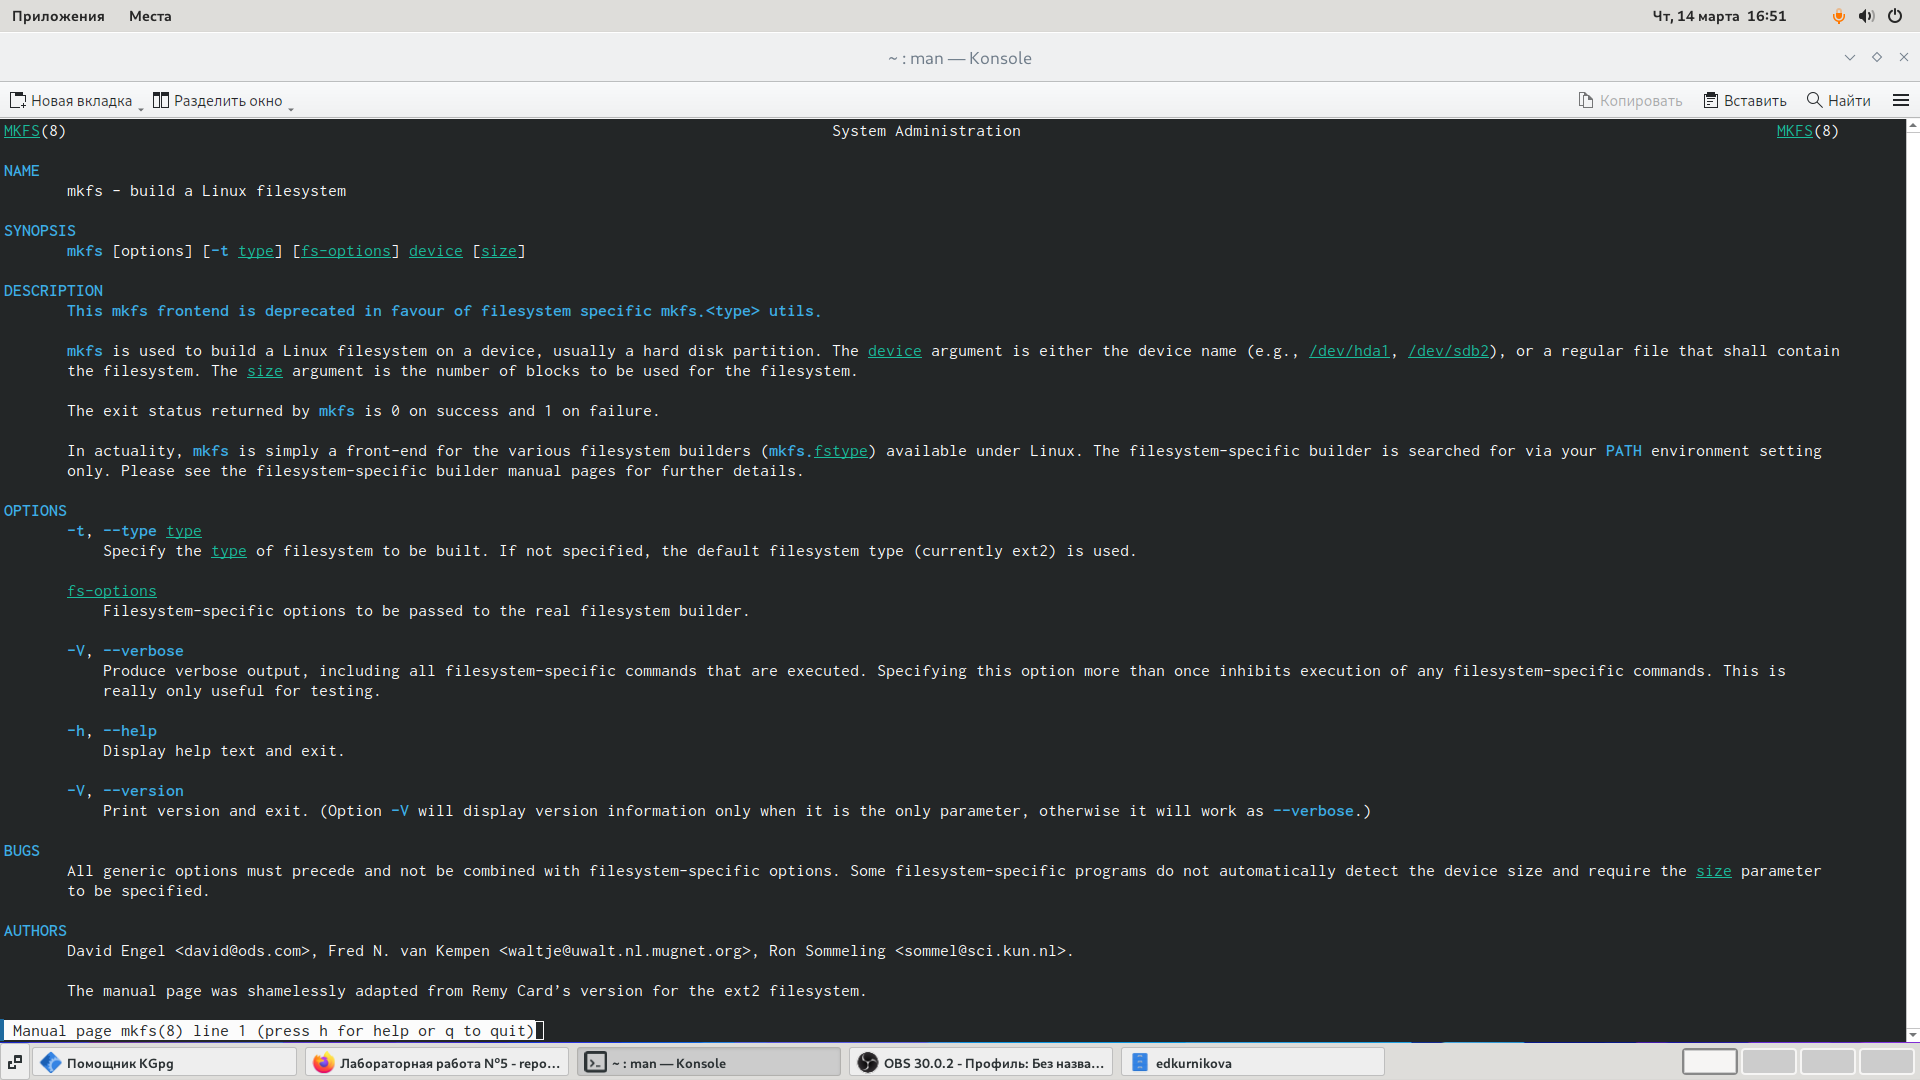 Приложения Места Чт, 14 марта 16:51
~ : man — Konsole
Новая вкладка Разделить окно Копировать Вставить Найти
MKFS(8) System Administration MKFS(8)
NAME
mkfs - build a Linux filesystem
SYNOPSIS
mkfs [options] [-t type] [fs-options] device [size]
DESCRIPTION
This mkfs frontend is deprecated in favour of filesystem specific mkfs.<type> utils.
mkfs is used to build a Linux filesystem on a device, usually a hard disk partition. The device argument is either the device name (e.g., /dev/hda1, /dev/sdb2), or a regular file that shall contain
the filesystem. The size argument is the number of blocks to be used for the filesystem.
The exit status returned by mkfs is 0 on success and 1 on failure.
In actuality, mkfs is simply a front-end for the various filesystem builders (mkfs.fstype) available under Linux. The filesystem-specific builder is searched for via your PATH environment setting
only. Please see the filesystem-specific builder manual pages for further details.
OPTIONS
-t, --type type
Specify the type of filesystem to be built. If not specified, the default filesystem type (currently ext2) is used.
fs-options
Filesystem-specific options to be passed to the real filesystem builder.
-V, --verbose
Produce verbose output, including all filesystem-specific commands that are executed. Specifying this option more than once inhibits execution of any filesystem-specific commands. This is
really only useful for testing.
-h, --help
Display help text and exit.
-V, --version
Print version and exit. (Option -V will display version information only when it is the only parameter, otherwise it will work as --verbose.)
BUGS
All generic options must precede and not be combined with filesystem-specific options. Some filesystem-specific programs do not automatically detect the device size and require the size parameter
to be specified.
AUTHORS
David Engel <david@ods.com>, Fred N. van Kempen <waltje@uwalt.nl.mugnet.org>, Ron Sommeling <sommel@sci.kun.nl>.
The manual page was shamelessly adapted from Remy Card’s version for the ext2 filesystem.
Manual page mkfs(8) line 1 (press h for help or q to quit)
Помощник KGpg Лабораторная работа №5 - repo... ~ : man — Konsole OBS 30.0.2 - Профиль: Без назва... edkurnikova